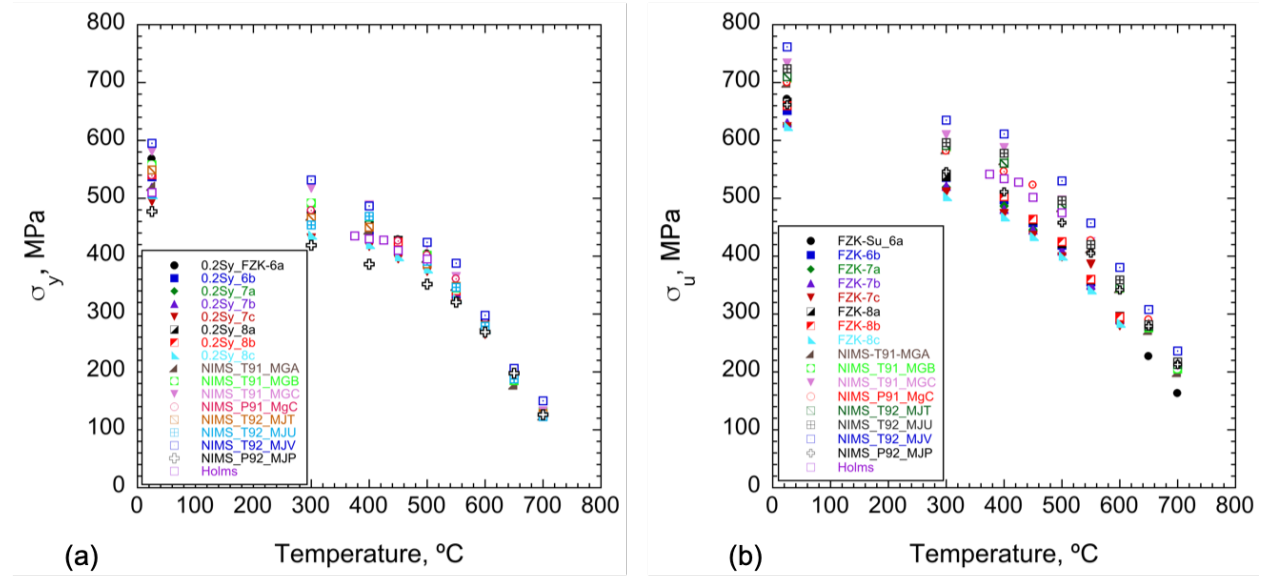 800
700
600
500
400
300
200
100
0
σy, MPa
0.2Sy_FZK-6a
0.2Sy_6b
0.2Sy_7a
0.2Sy_7b
0.2Sy_7c
0.2Sy_8a
0.2Sy_8b
0.2Sy_8c
NIMS_T91_MGA
NIMS_T91_MGB
NIMS_T91_MGC
NIMS_P91_MgC
NIMS_T92_MJT
NIMS_T92_MJU
NIMS_T92_MJV
NIMS_P92_MJP
Holms
0 100 200 300 400 500 600 700 800
(a)
Temperature, ºC
800
700
600
500
400
300
200
100
0
σu, MPa
FZK-Su_6a
FZK-6b
FZK-7a
FZK-7b
FZK-7c
FZK-8a
FZK-8b
FZK-8c
NIMS-T91-MGA
NIMS_T91_MGB
NIMS_T91_MGC
NIMS_P91_MgC
NIMS_T92_MJT
NIMS_T92_MJU
NIMS_T92_MJV
NIMS_P92_MJP
Holms
0 100 200 300 400 500 600 700 800
(b)
Temperature, ºC